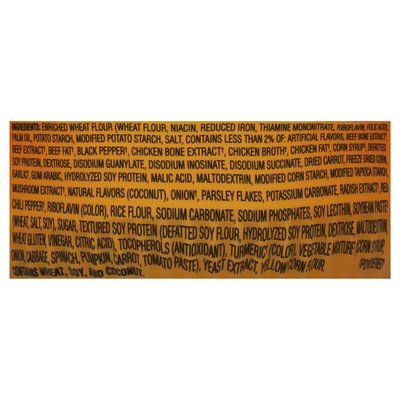 INGREDIENTS: ENRICHED WHEAT FLOUR (WHEAT FLOUR, NIACIN, REDUCED IRON, THIAMINE MONONITRATE, RIBOFLAVIN, FOLIC ACID),
PALM OIL, POTATO STARCH, MODIFIED POTATO STARCH, SALT, CONTAINS LESS THAN 2% OF: ARTIFICIAL FLAVORS, BEEF BONE EXTRACT†,
BEEF EXTRACT†, BEEF FAT†, BLACK PEPPER†, CHICKEN BONE EXTRACT†, CHICKEN BROTH†, CHICKEN FAT†, CORN SYRUP†, DEFATTED
SOY PROTEIN, DEXTROSE, DISODIUM GUANYLATE, DISODIUM INOSINATE, DISODIUM SUCCINATE, DRIED CARROT, FREEZE DRIED CORN,
GARLIC†, GUM ARABIC, HYDROLYZED SOY PROTEIN, MALIC ACID, MALTODEXTRIN, MODIFIED CORN STARCH, MODIFIED TAPIOCA STARCH,
MUSHROOM EXTRACT†, NATURAL FLAVORS (COCONUT), ONION†, PARSLEY FLAKES, POTASSIUM CARBONATE, RADISH EXTRACT†, RED
CHILI PEPPER†, RIBOFLAVIN (COLOR), RICE FLOUR, SODIUM CARBONATE, SODIUM PHOSPHATES, SOY LECITHIN, SOYBEAN PASTE†
(WHEAT, SALT, SOY), SUGAR, TEXTURED SOY PROTEIN (DEFATTED SOY FLOUR, HYDROLYZED SOY PROTEIN, DEXTROSE, MALTODEXTRIN,
WHEAT GLUTEN, VINEGAR, CITRIC ACID), TOCOPHEROLS (ANTIOXIDANT), TURMERIC (COLOR), VEGETABLE MIXTURE† (CORN SYRUP,
ONION, CABBAGE, SPINACH, PUMPKIN, CARROT, TOMATO PASTE), YEAST EXTRACT, YELLOW CORN FLOUR. †(POWDERED)
CONTAINS WHEAT, SOY, AND COCONUT.